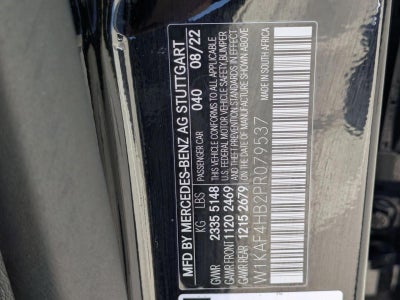 MFD BY MERCEDES-BENZ AG STUTTGART
PASSENGER CAR 040 08/22
KG LBS
GVWR 2335 5148
GAWR FRONT 1120 2469
GAWR 1215 2679
THIS VEHICLE CONFORMS TO ALL APPLICABLE
FEDERAL MOTOR VEHICLE SAFETY, BUMPER
AND THEFT PREVENTION STANDARDS IN EFFECT
ON THE DATE OF MANUFACTURE SHOWN ABOVE
W1KAF4HB2PR079537
MADE IN SOUTH AFRICA